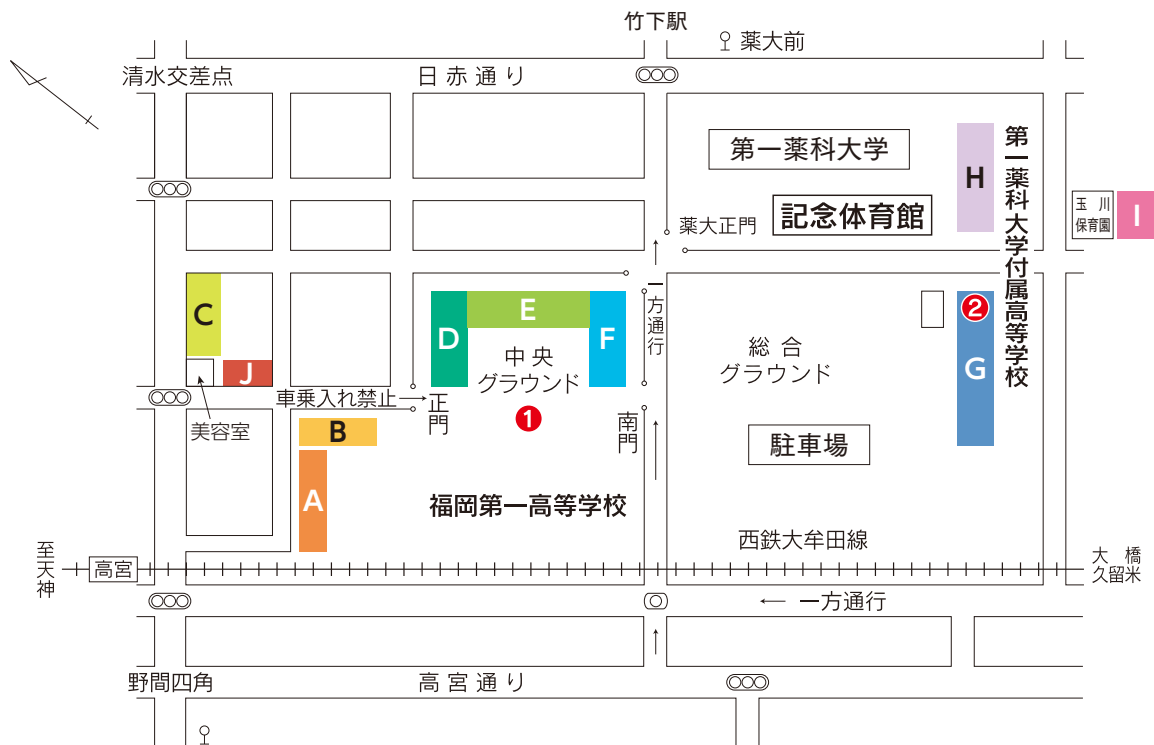 竹下駅
薬大前
清水交差点
日赤通り
第一薬科大学
H
第一薬科大学付属高等学校
記念体育館
玉川
保育園
I
薬大正門
一方通行
C
D
E
F
中央
グラウンド
総合
グラウンド
2
G
J
車乗入れ禁止
正門
1
南門
美容室
B
A
駐車場
福岡第一高等学校
西鉄大牟田線
至天神
高宮
大橋
久留米
一方通行
野間四角
高宮通り